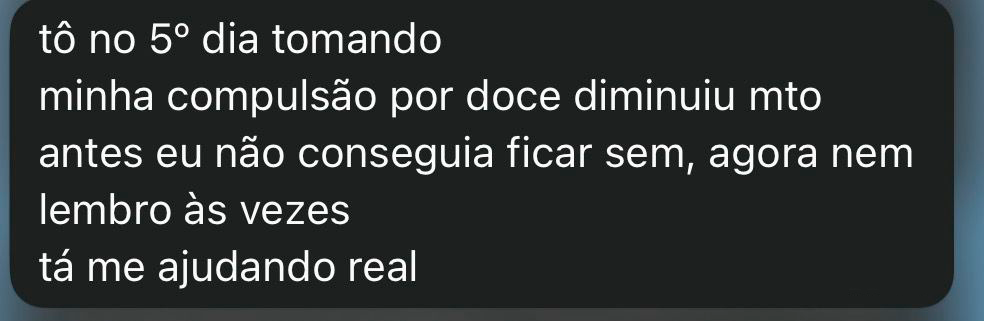 tô no 5º dia tomando
minha compulsão por doce diminuiu mto
antes eu não conseguia ficar sem, agora nem
lembro às vezes
tá me ajudando real